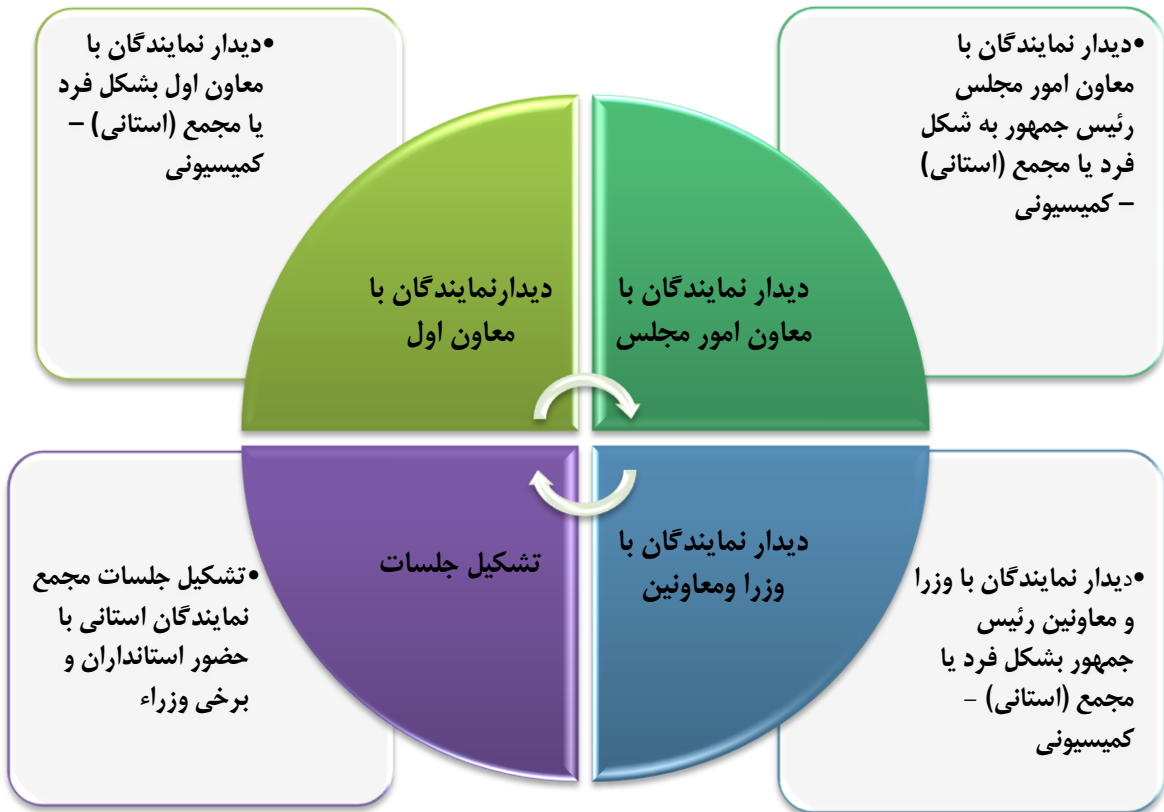 •دیدار نمایندگان با
معاون امور مجلس
رئیس جمهور به شکل
فرد یا مجمع (استانی)
– کمیسیونی
•دیدار نمایندگان با
معاون اول بشکل فرد
یا مجمع (استانی) –
کمیسیونی
دیدار نمایندگان با
معاون امور مجلس
دیدارنمایندگان با
معاون اول
دیدار نمایندگان با
وزرا ومعاونین
تشکیل جلسات
•دیدار نمایندگان با وزرا
و معاونین رئیس
جمهور بشکل فرد یا
مجمع (استانی) –
کمیسیونی
•تشکیل جلسات مجمع
نمایندگان استانی با
حضور استانداران و
برخی وزراء